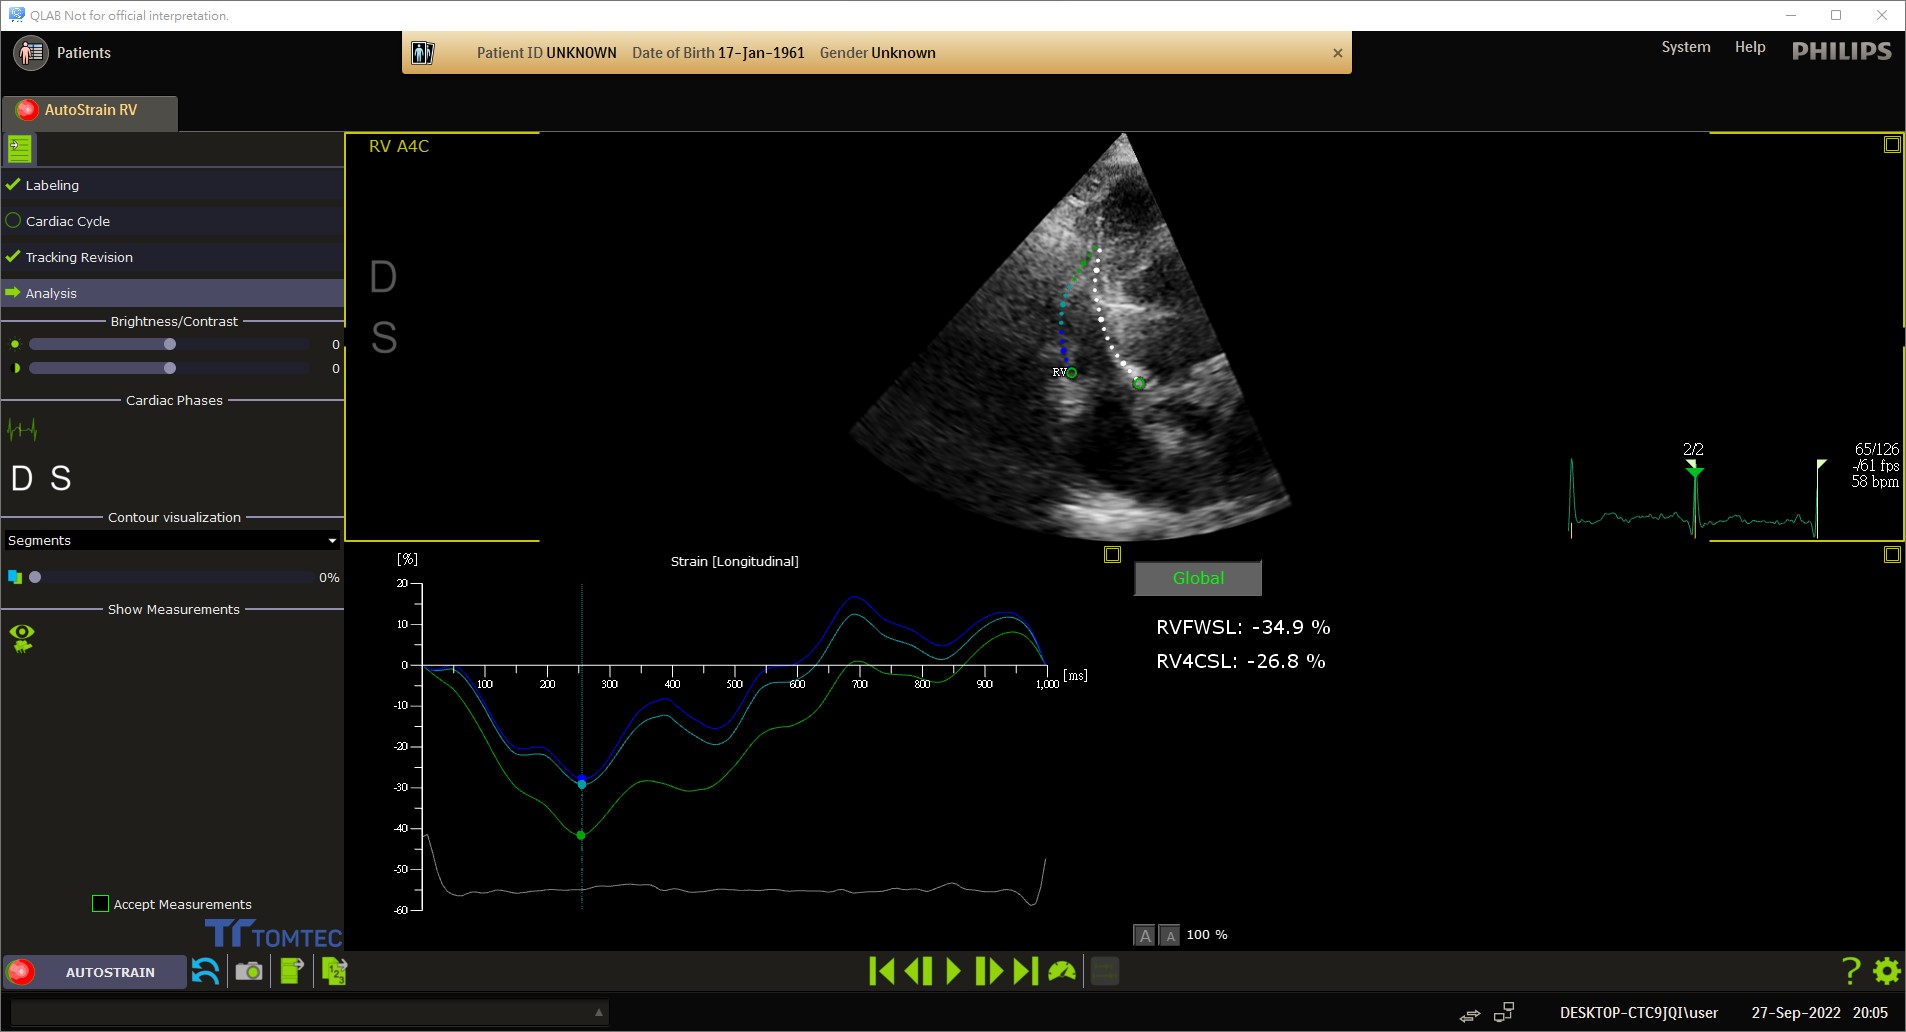 QLAB Not for official interpretation.
Patients
Patient ID UNKNOWN Date of Birth 17-Jan-1961 Gender Unknown
System Help PHILIPS
AutoStrain RV
Labeling
Cardiac Cycle
Tracking Revision
Analysis
Brightness/Contrast
0
0
Cardiac Phases
D S
Contour visualization
Segments
0%
Show Measurements
Accept Measurements
TOMTEC
RV A4C
D
S
RV
2/2
65/126
-/61 fps
58 bpm
[%]
Strain [Longitudinal]
20
10
0
-10
-20
-30
-40
-50
-60
100 200 300 400 500 600 700 800 900 1,000 [ms]
Global
RVFWSL: -34.9 %
RV4CSL: -26.8 %
A A 100 %
AUTOSTRAIN
1 2 3
?
DESKTOP-CTC9JQI\user 27-Sep-2022 20:05